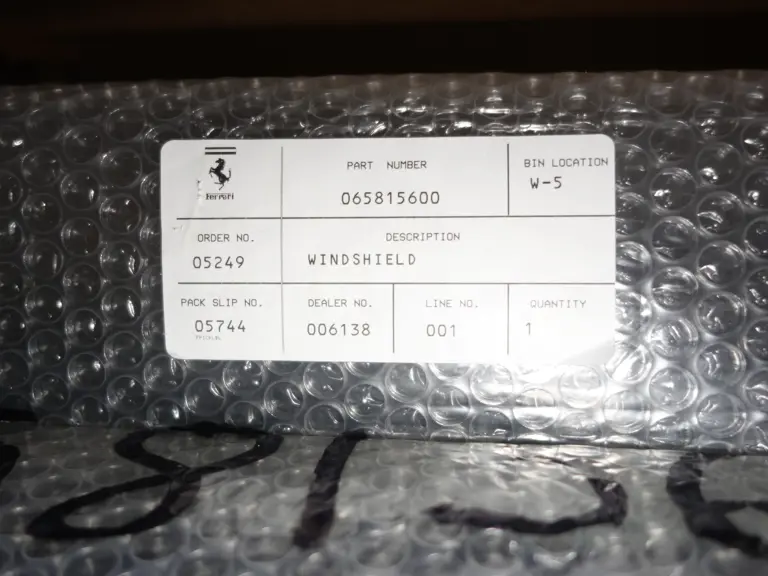 PART NUMBER
065815600
BIN LOCATION
W-5
Ferrari
ORDER NO.
05249
DESCRIPTION
WINDSHIELD
PACK SLIP NO.
05744
DEALER NO.
006138
LINE NO.
001
QUANTITY
1